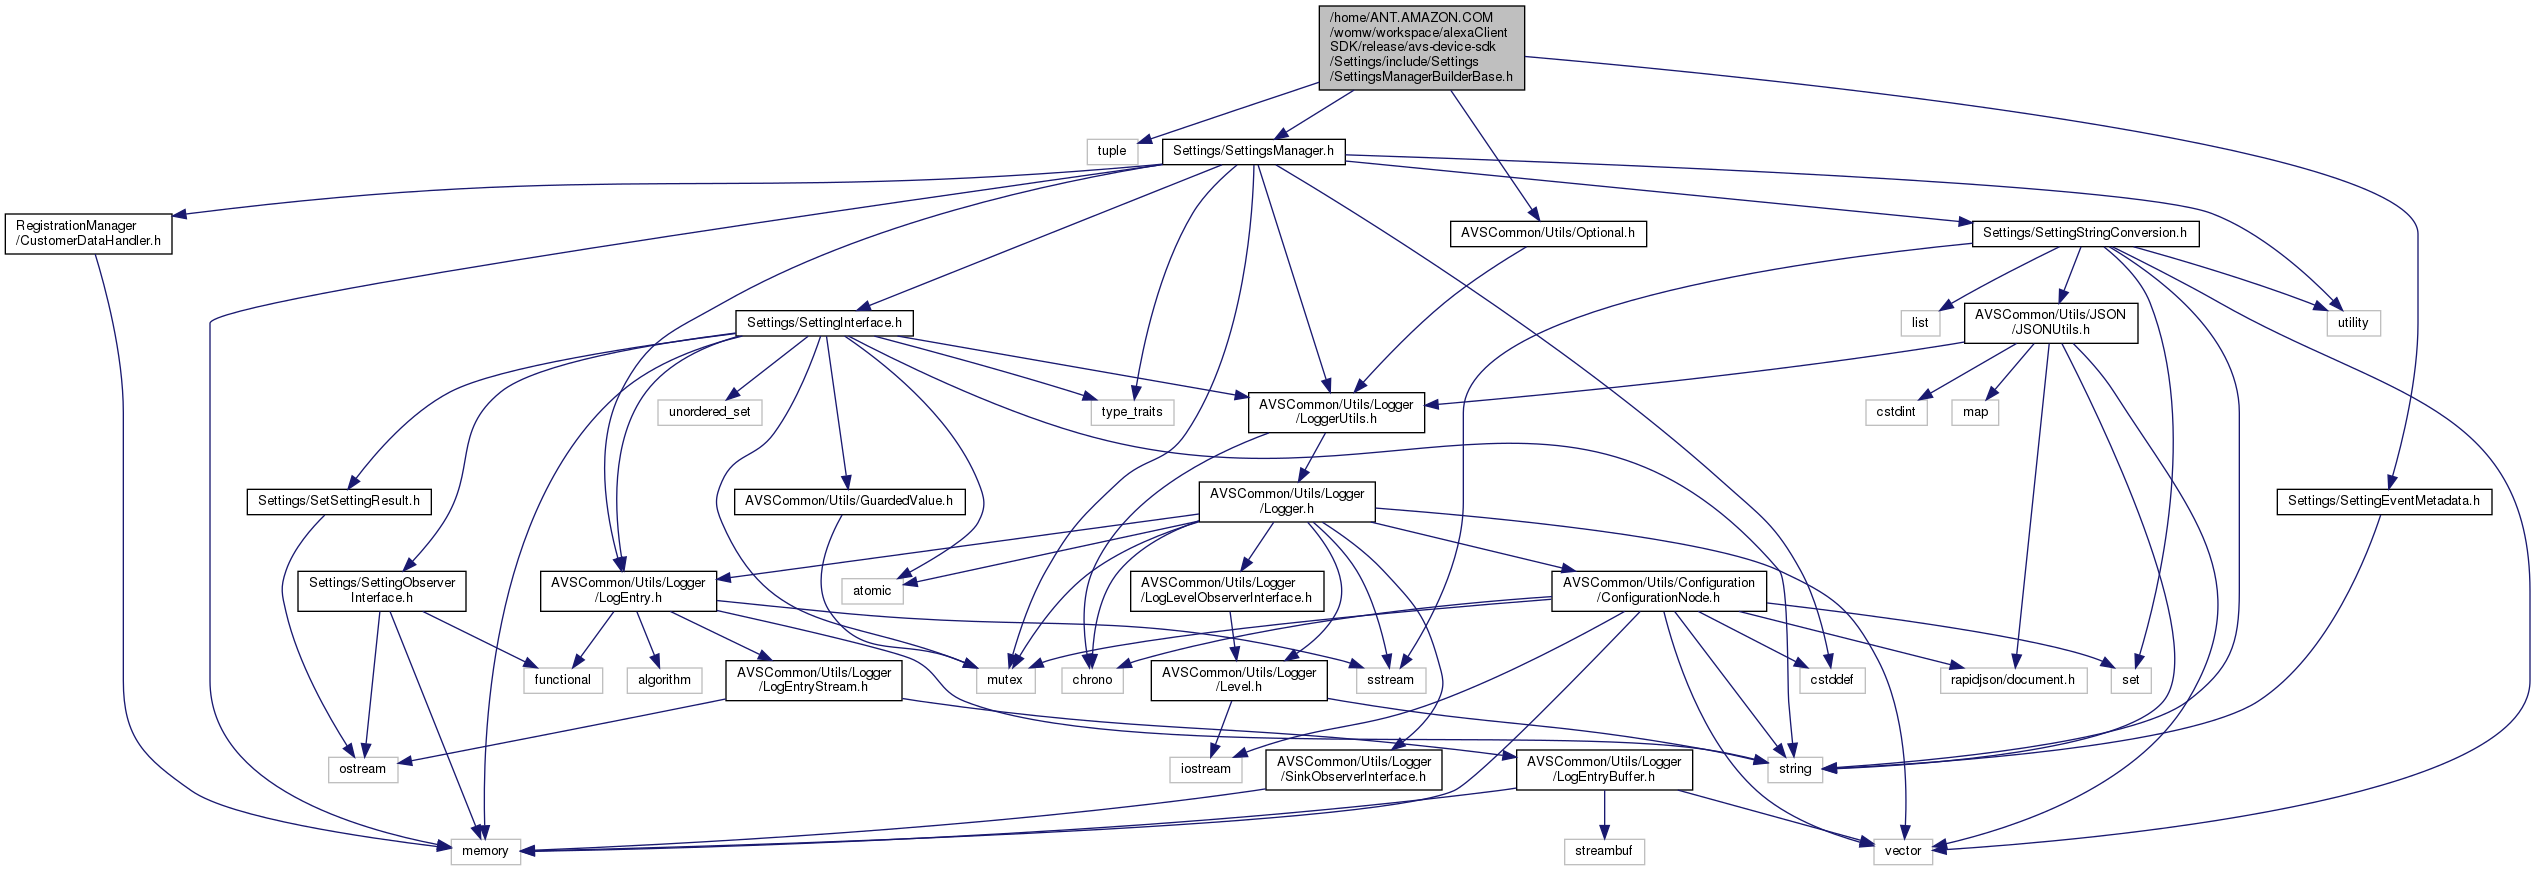 /home/ANT.AMAZON.COM
/womw/workspace/alexaClient
SDK/release/avs-device-sdk
/Settings/include/Settings
/SettingsManagerBuilderBase.h
tuple
Settings/SettingsManager.h
RegistrationManager
/CustomerDataHandler.h
AVSCommon/Utils/Optional.h
Settings/SettingStringConversion.h
Settings/SettingInterface.h
list
AVSCommon/Utils/JSON
/JSONUtils.h
utility
unordered_set
type_traits
AVSCommon/Utils/Logger
/LoggerUtils.h
cstdint
map
Settings/SetSettingResult.h
AVSCommon/Utils/GuardedValue.h
AVSCommon/Utils/Logger
/Logger.h
Settings/SettingEventMetadata.h
Settings/SettingObserver
Interface.h
AVSCommon/Utils/Logger
/LogEntry.h
atomic
AVSCommon/Utils/Logger
/LogLevelObserverInterface.h
AVSCommon/Utils/Configuration
/ConfigurationNode.h
functional
algorithm
AVSCommon/Utils/Logger
/LogEntryStream.h
mutex
chrono
AVSCommon/Utils/Logger
/Level.h
sstream
cstddef
rapidjson/document.h
set
ostream
iostream
AVSCommon/Utils/Logger
/SinkObserverInterface.h
AVSCommon/Utils/Logger
/LogEntryBuffer.h
string
memory
streambuf
vector